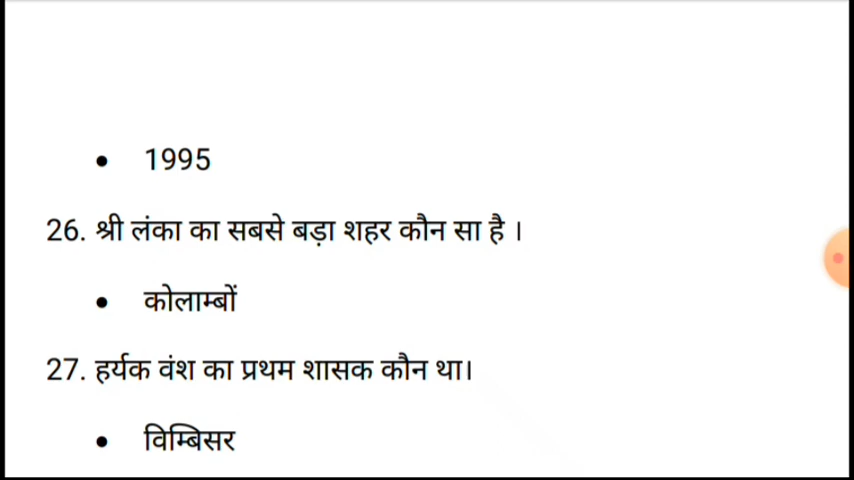 • 1995
26. श्री लंका का सबसे बड़ा शहर कौन सा है ।
• कोलाम्बों
27. हर्यक वंश का प्रथम शासक कौन था।
• विम्बिसर